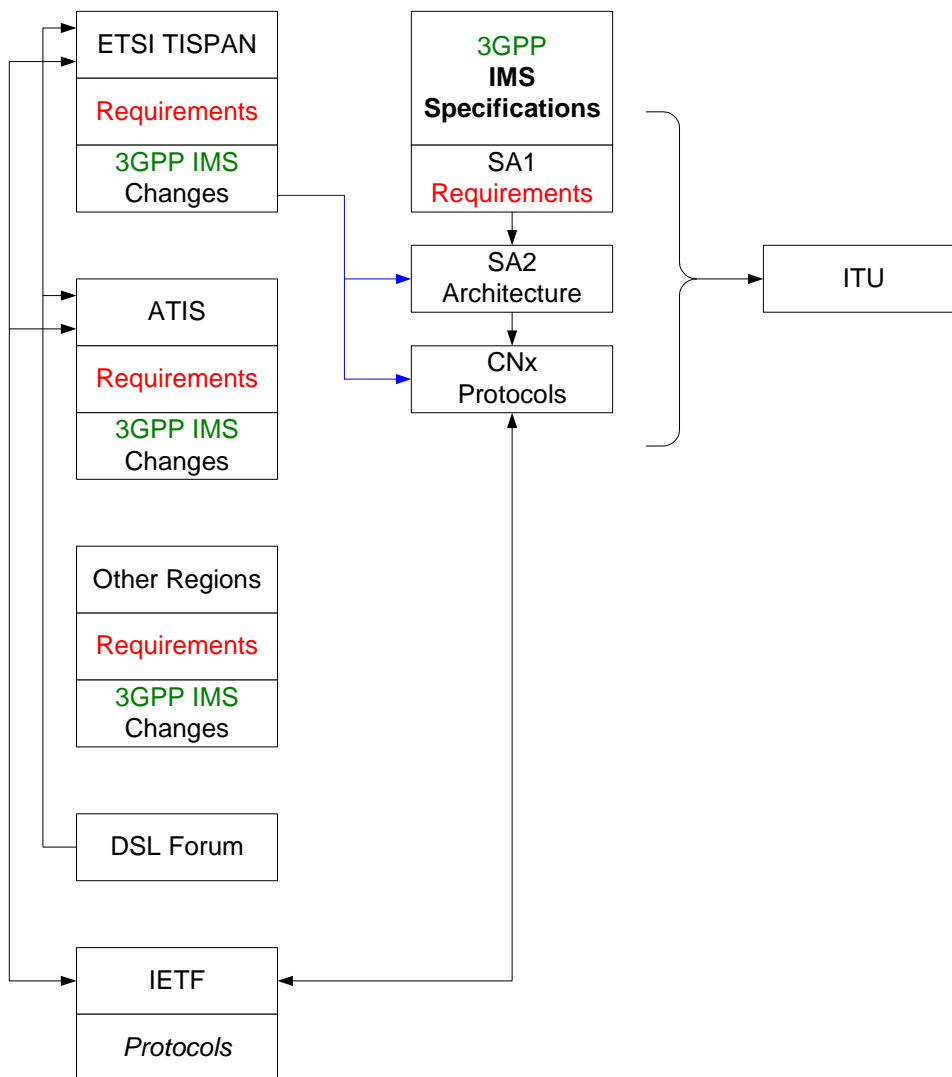 ETSI TISPAN
Requirements
3GPP IMS
Changes
3GPP
IMS
Specifications
SA1
Requirements
SA2
Architecture
CNx
Protocols
ITU
ATIS
Requirements
3GPP IMS
Changes
Other Regions
Requirements
3GPP IMS
Changes
DSL Forum
IETF
Protocols